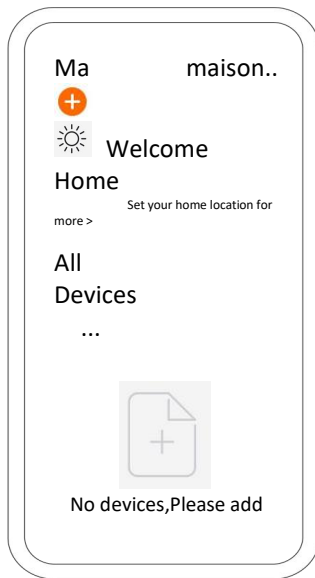 Ma maison..
Welcome
Home
Set your home location for
more >
All
Devices
...
No devices,Please add